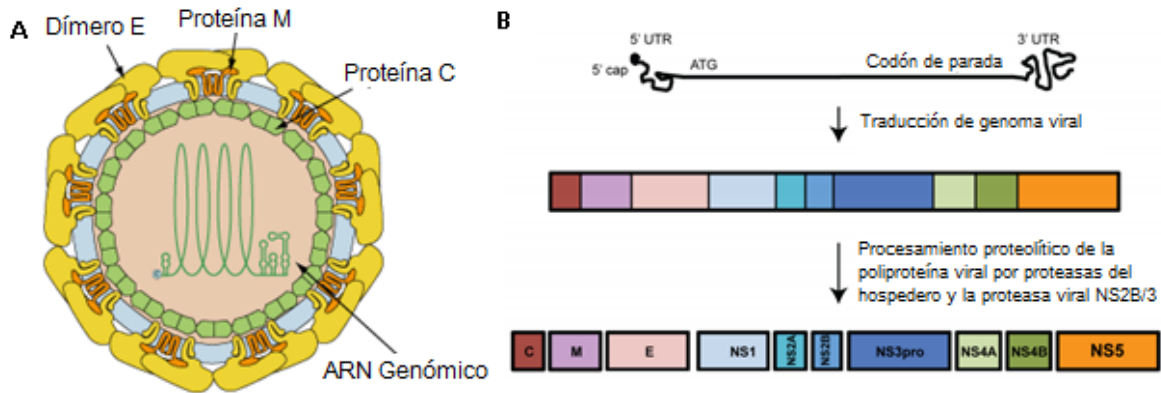 A
Dímero E
Proteína M
Proteína C
ARN Genómico
B
5' UTR
3' UTR
5' cap
ATG
Codón de parada
Traducción de genoma viral
Procesamiento proteolítico de la
poliproteína viral por proteasas del
hospedero y la proteasa viral NS2B/3
C
M
E
NS1
NS2A
NS2B
NS3pro
NS4A
NS4B
NS5